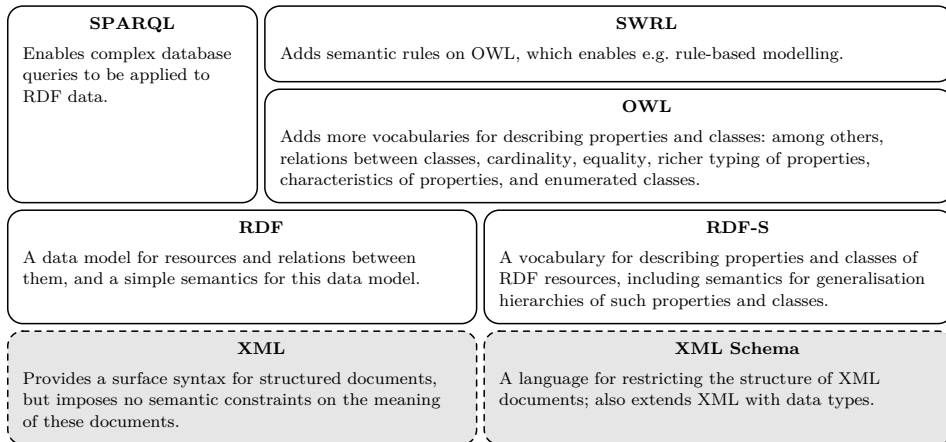 SPARQL
Enables complex database
queries to be applied to
RDF data.
SWRL
Adds semantic rules on OWL, which enables e.g. rule-based modelling.
OWL
Adds more vocabularies for describing properties and classes: among others,
relations between classes, cardinality, equality, richer typing of properties,
characteristics of properties, and enumerated classes.
RDF
A data model for resources and relations between
them, and a simple semantics for this data model.
RDF-S
A vocabulary for describing properties and classes of
RDF resources, including semantics for generalisation
hierarchies of such properties and classes.
XML
Provides a surface syntax for structured documents,
but imposes no semantic constraints on the meaning
of these documents.
XML Schema
A language for restricting the structure of XML
documents; also extends XML with data types.